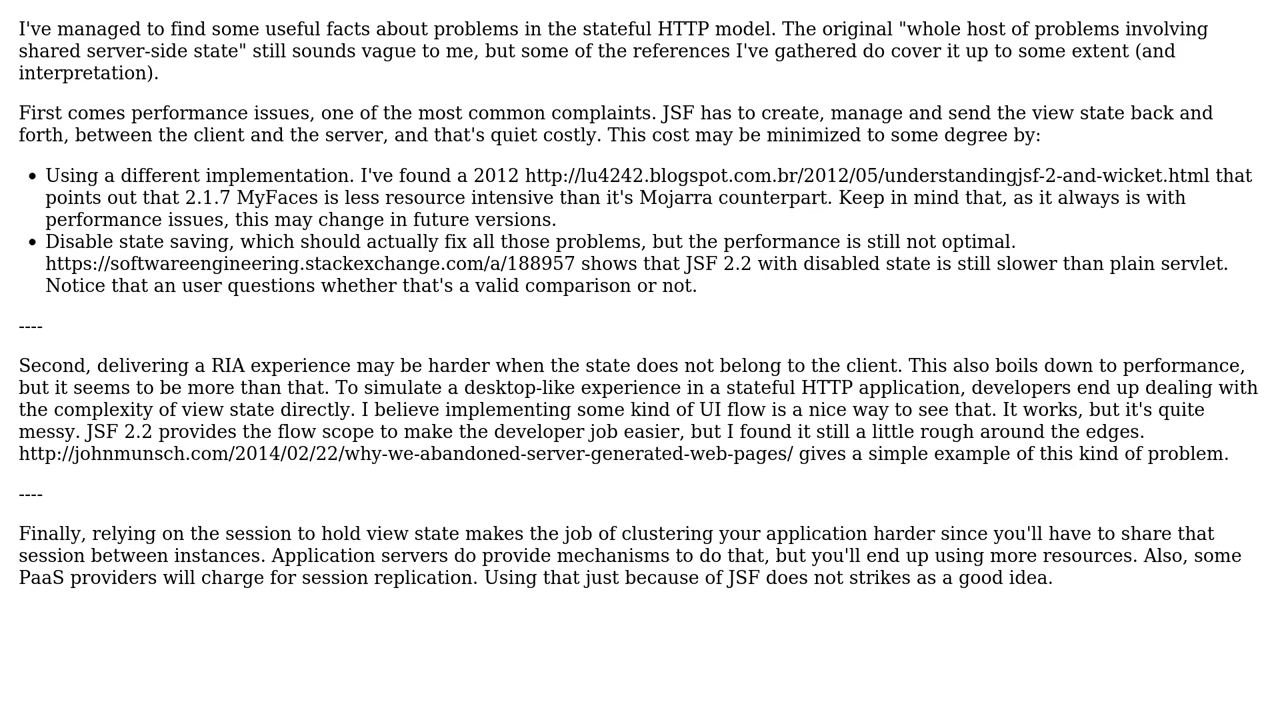 I've managed to find some useful facts about problems in the stateful HTTP model. The original "whole host of problems involving
shared server-side state" still sounds vague to me, but some of the references I've gathered do cover it up to some extent (and
interpretation).
First comes performance issues, one of the most common complaints. JSF has to create, manage and send the view state back and
forth, between the client and the server, and that's quiet costly. This cost may be minimized to some degree by:
• Using a different implementation. I've found a 2012 http://lu4242.blogspot.com.br/2012/05/understandingjsf-2-and-wicket.html that
points out that 2.1.7 MyFaces is less resource intensive than it's Mojarra counterpart. Keep in mind that, as it always is with
performance issues, this may change in future versions.
• Disable state saving, which should actually fix all those problems, but the performance is still not optimal.
https://softwareengineering.stackexchange.com/a/188957 shows that JSF 2.2 with disabled state is still slower than plain servlet.
Notice that an user questions whether that's a valid comparison or not.
----
Second, delivering a RIA experience may be harder when the state does not belong to the client. This also boils down to performance,
but it seems to be more than that. To simulate a desktop-like experience in a stateful HTTP application, developers end up dealing with
the complexity of view state directly. I believe implementing some kind of UI flow is a nice way to see that. It works, but it's quite
messy. JSF 2.2 provides the flow scope to make the developer job easier, but I found it still a little rough around the edges.
http://johnmunsch.com/2014/02/22/why-we-abandoned-server-generated-web-pages/ gives a simple example of this kind of problem.
----
Finally, relying on the session to hold view state makes the job of clustering your application harder since you'll have to share that
session between instances. Application servers do provide mechanisms to do that, but you'll end up using more resources. Also, some
PaaS providers will charge for session replication. Using that just because of JSF does not strikes as a good idea.